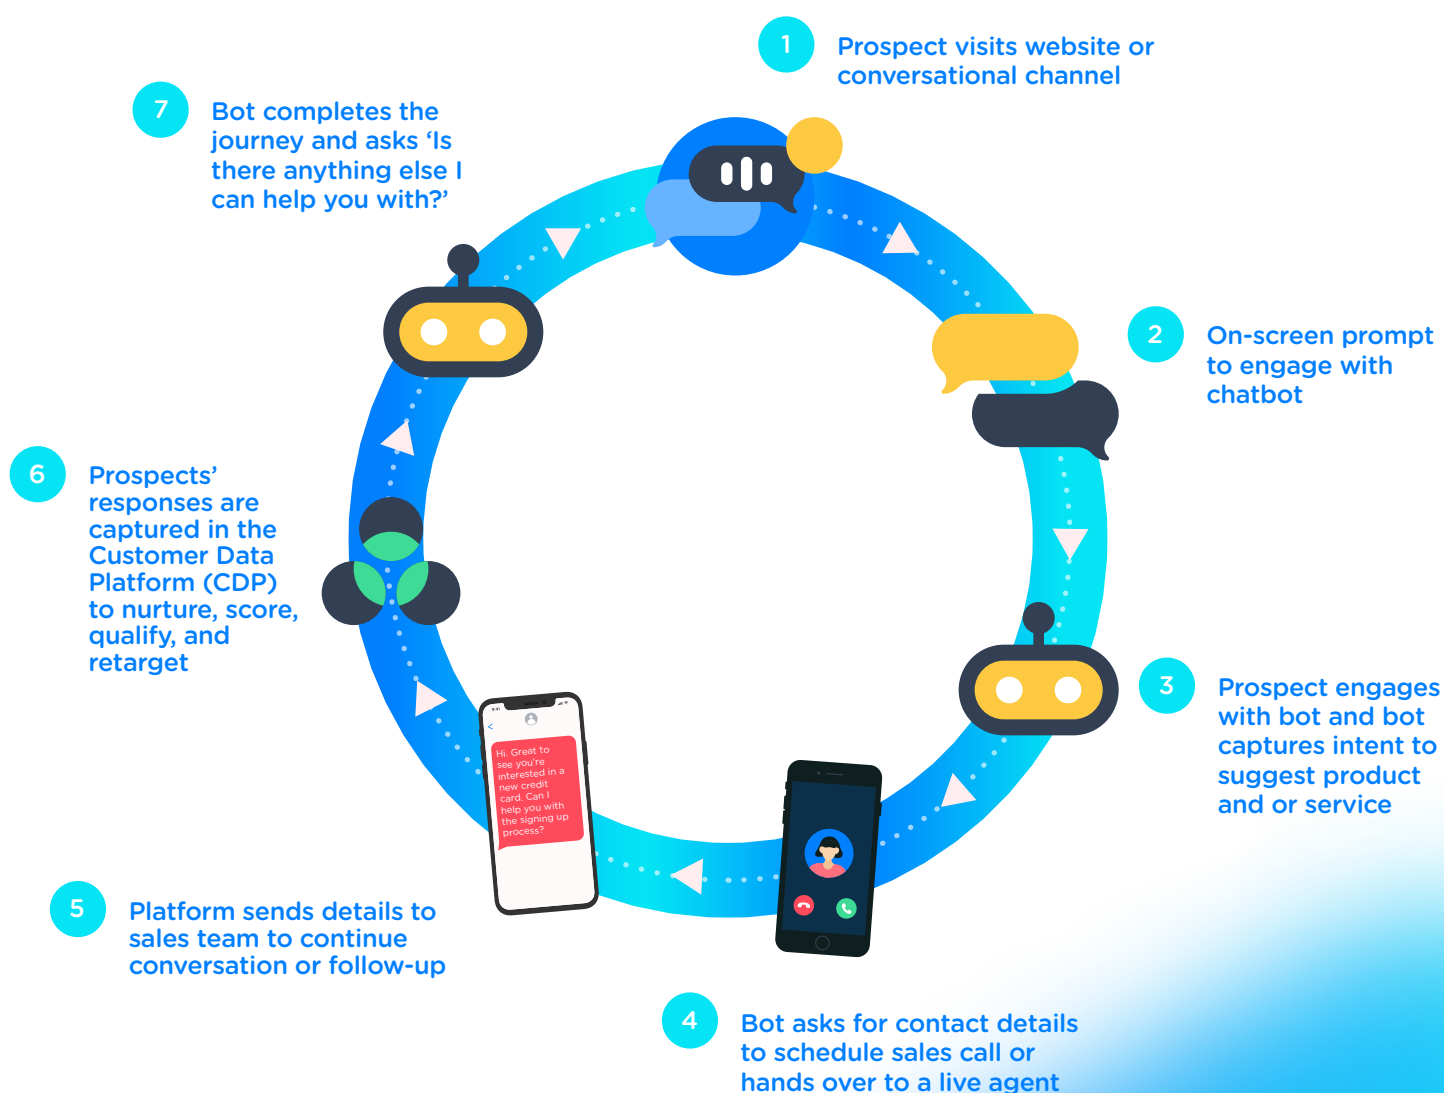 1
Prospect visits website or
conversational channel
2
On-screen prompt
to engage with
chatbot
3
Prospect engages
with bot and bot
captures intent to
suggest product
and or service
4
Bot asks for contact details
to schedule sales call or
hands over to a live agent
5
Platform sends details to
sales team to continue
conversation or follow-up
9:41
<
Hi. Great to
see you're
interested in a
new credit
card. Can I
help you with
the signing up
process?
6
Prospects’
responses are
captured in the
Customer Data
Platform (CDP)
to nurture, score,
qualify, and
retarget
7
Bot completes the
journey and asks ‘Is
there anything else I
can help you with?’